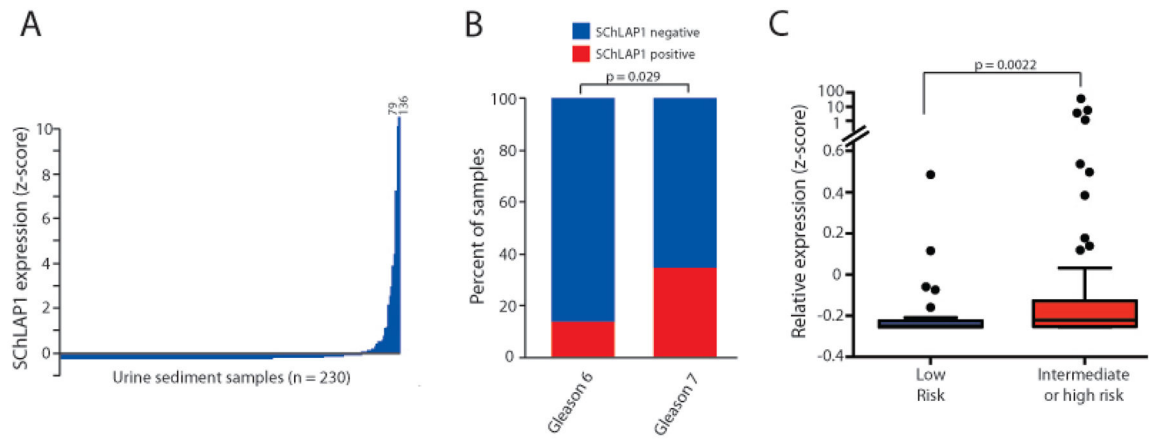 A
SChLAP1 expression (z-score)
10
8
6
4
2
0
79
136
Urine sediment samples (n = 230)
B
SChLAP1 negative
SChLAP1 positive
p = 0.029
Percent of samples
100
80
60
40
20
0
Gleason 6
Gleason 7
C
p = 0.0022
Relative expression (z-score)
100
10
1
0.6
0.4
0.2
0
-0.2
-0.4
Low
Risk
Intermediate
or high risk